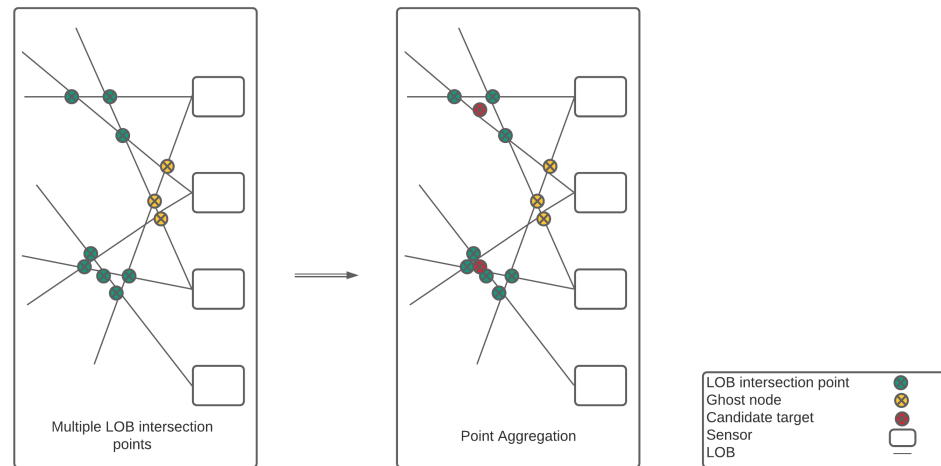 Multiple LOB intersection
points
Point Aggregation
LOB intersection point
Ghost node
Candidate target
Sensor
LOB